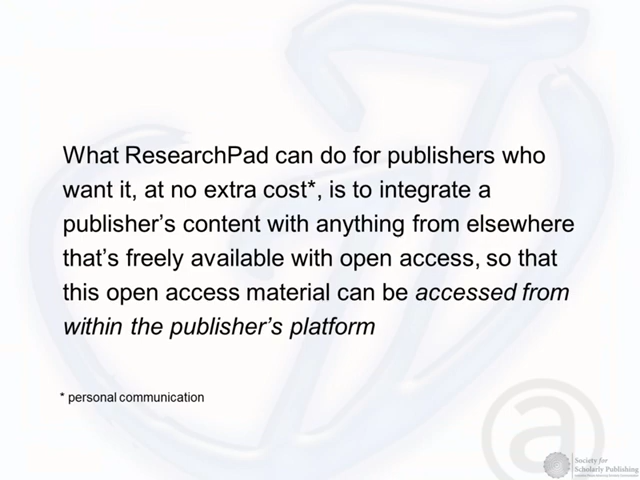 What ResearchPad can do for publishers who
want it, at no extra cost*, is to integrate a
publisher’s content with anything from elsewhere
that’s freely available with open access, so that
this open access material can be accessed from
within the publisher’s platform
* personal communication
@
Society for
Scholarly Publishing